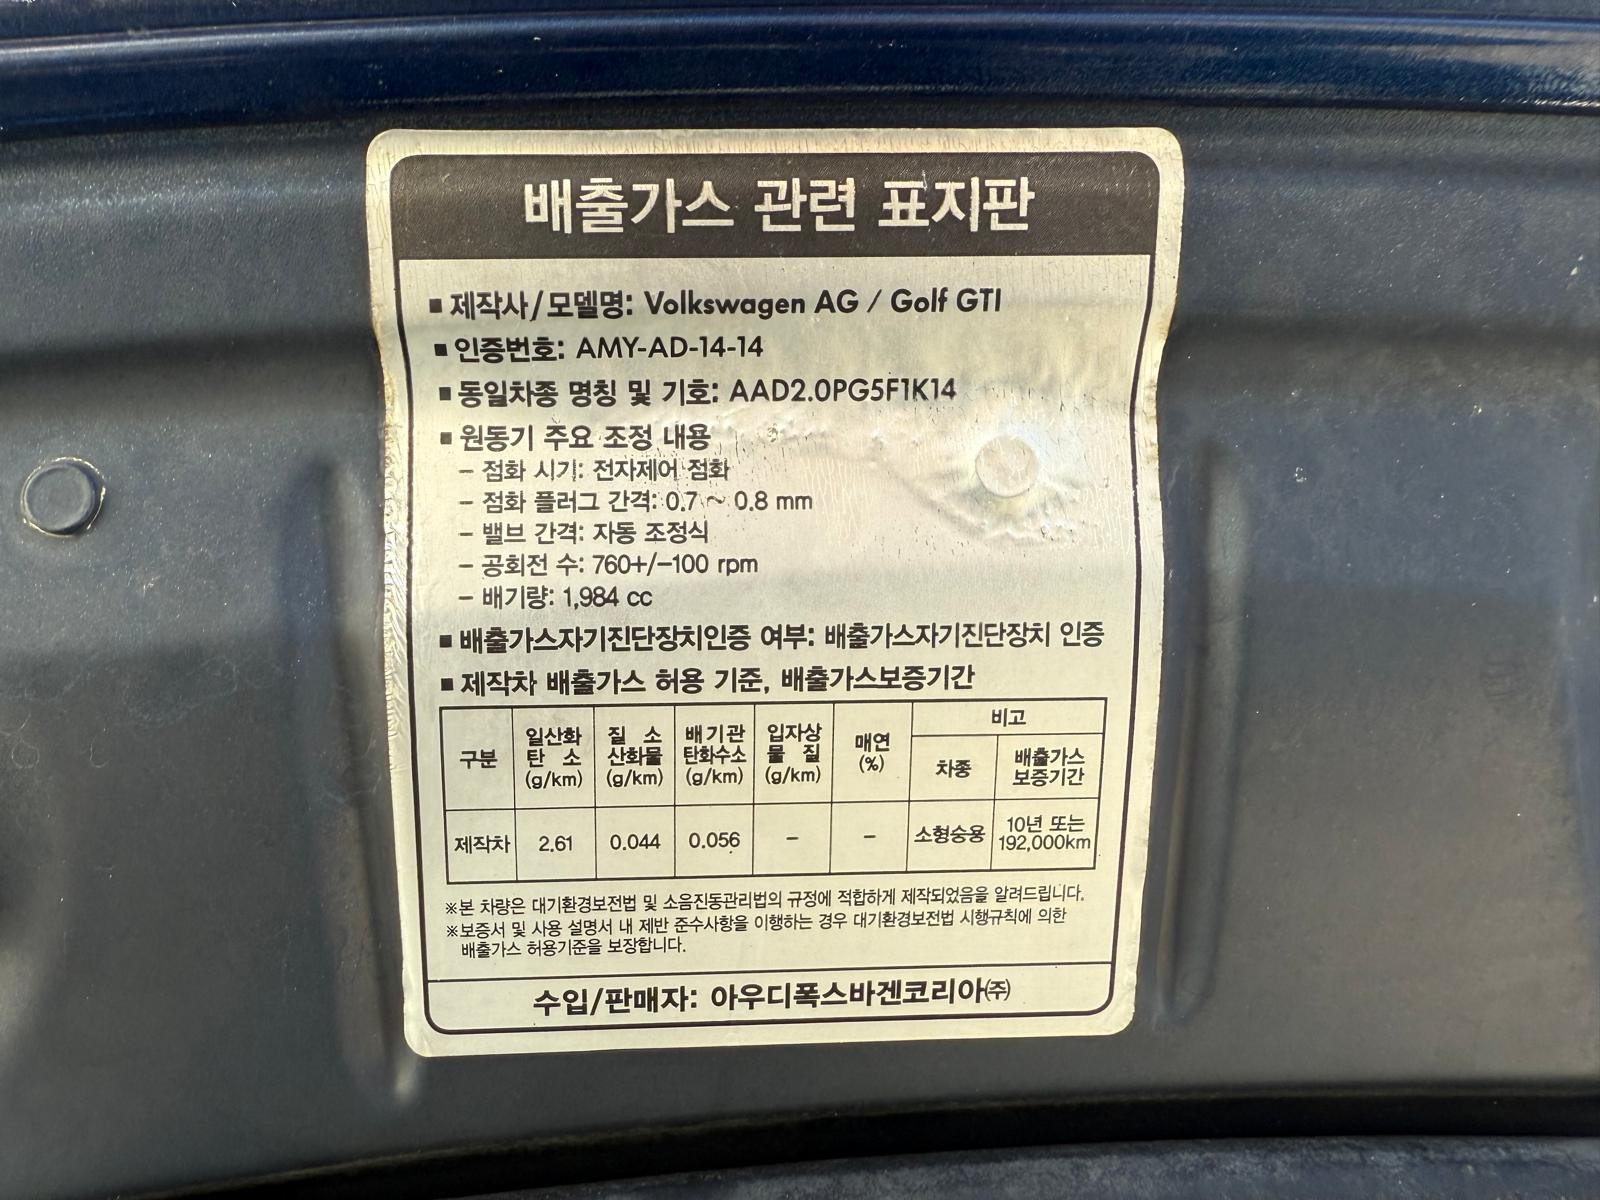 배출가스 관련 표지판
■ 제작사/모델명: Volkswagen AG / Golf GTI
■ 인증번호: AMY-AD-14-14
■ 동일차종 명칭 및 기호: AAD2.0PG5F1K14
■ 원동기 주요 조정 내용
- 점화 시기: 전자제어 점화
- 점화 플러그 간격: 0.7 ~ 0.8 mm
- 밸브 간격: 자동 조정식
- 공회전 수: 760+/-100 rpm
- 배기량: 1,984 cc
■ 배출가스자기진단장치인증 여부: 배출가스자기진단장치 인증
■ 제작차 배출가스 허용 기준, 배출가스보증기간
구분 일산화 탄소 (g/km) 질소 산화물 (g/km) 배기관 탄화수소 (g/km) 입자상 물질 (g/km) 매연 (%) 비고
차종 배출가스 보증기간
제작차 2.61 0.044 0.056 - - 소형승용 10년 또는 192,000km
※본 차량은 대기환경보전법 및 소음진동관리법의 규정에 적합하게 제작되었음을 알려드립니다.
※보증서 및 사용 설명서 내 제반 준수사항을 이행하는 경우 대기환경보전법 시행규칙에 의한
배출가스 허용기준을 보장합니다.
수입/판매자: 아우디폭스바겐코리아㈜